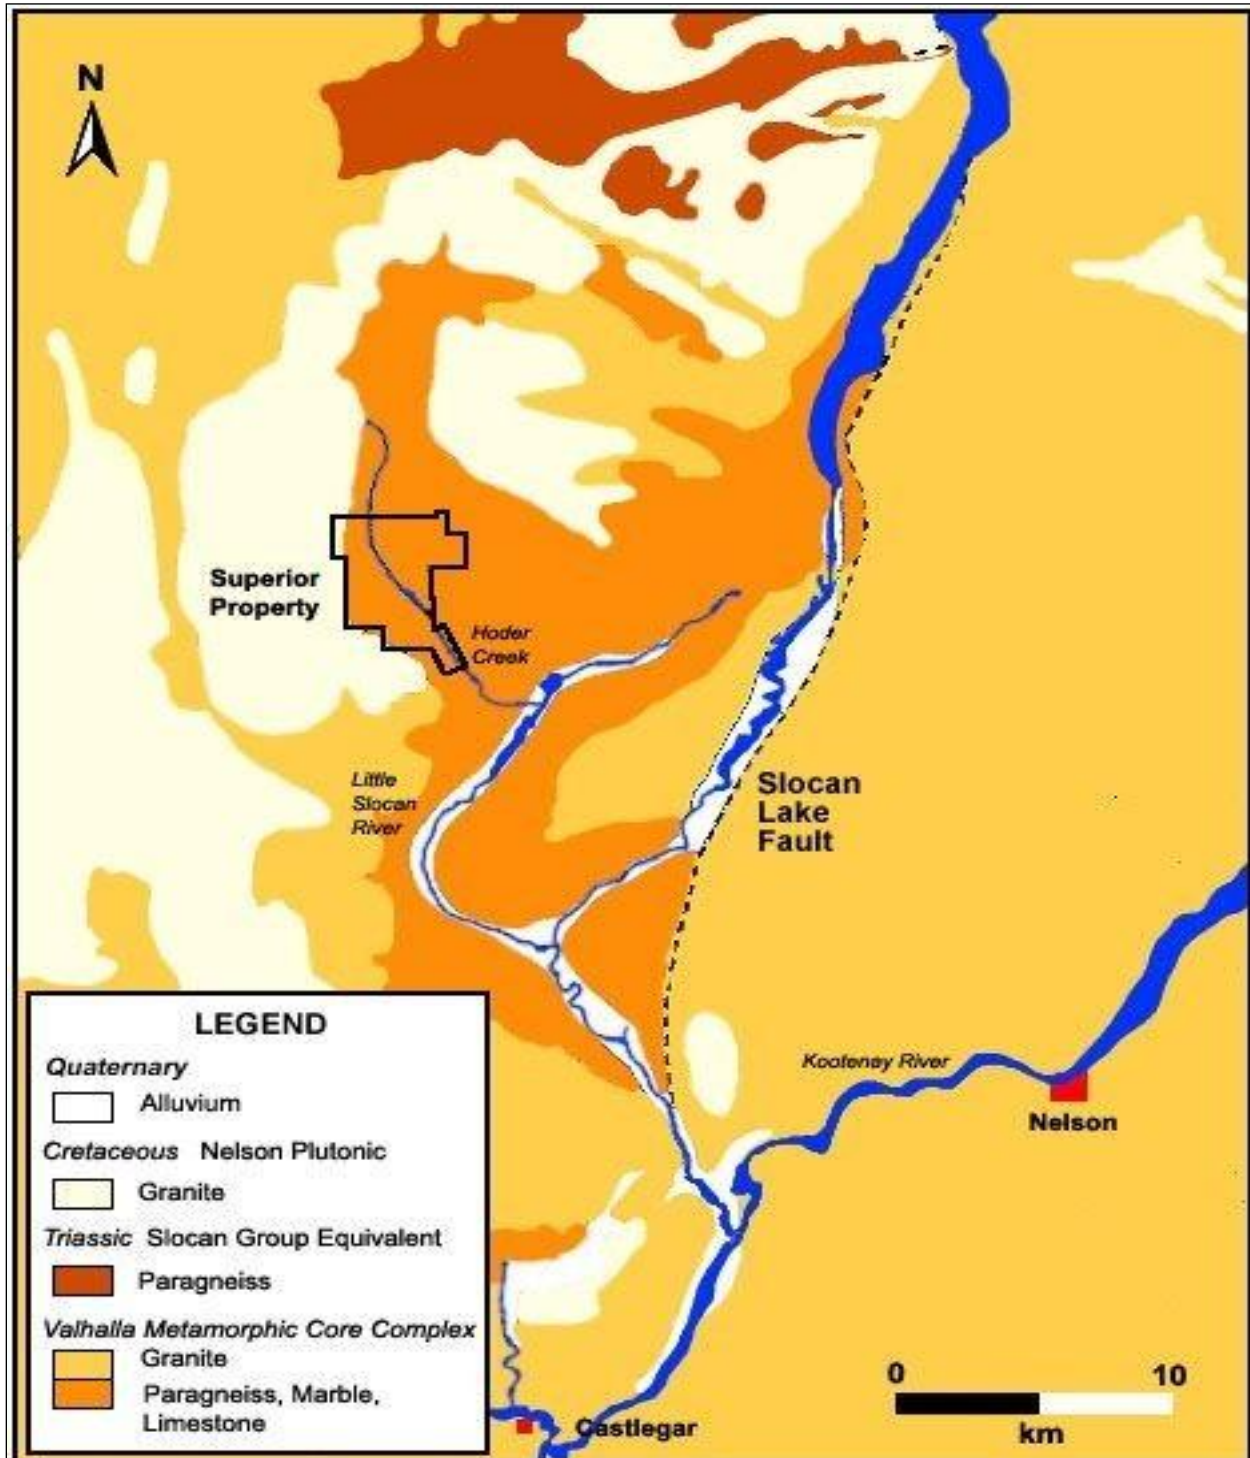 N
Superior
Property
Hoder
Creek
Little
Slocan
River
Slocan
Lake
Fault
Kootenay River
Nelson
Castlegar
LEGEND
Quaternary
Alluvium
Cretaceous Nelson Plutonic
Granite
Triassic Slocan Group Equivalent
Paragneiss
Valhalla Metamorphic Core Complex
Granite
Paragneiss, Marble,
Limestone
0 10
km